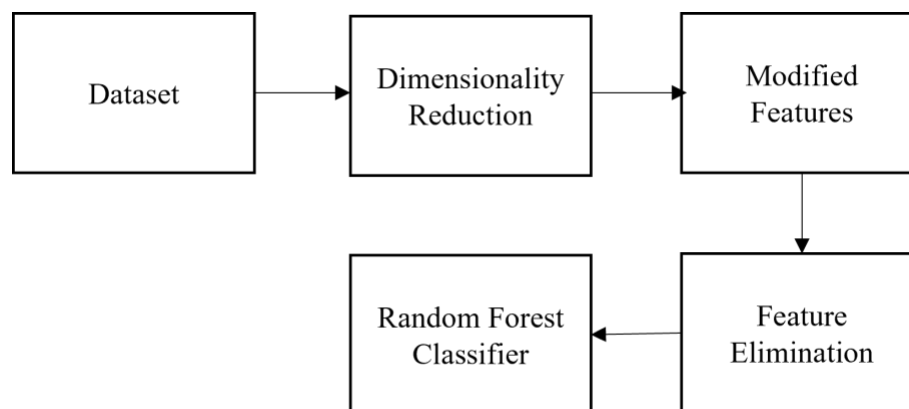 Dataset
Dimensionality
Reduction
Modified
Features
Feature
Elimination
Random Forest
Classifier